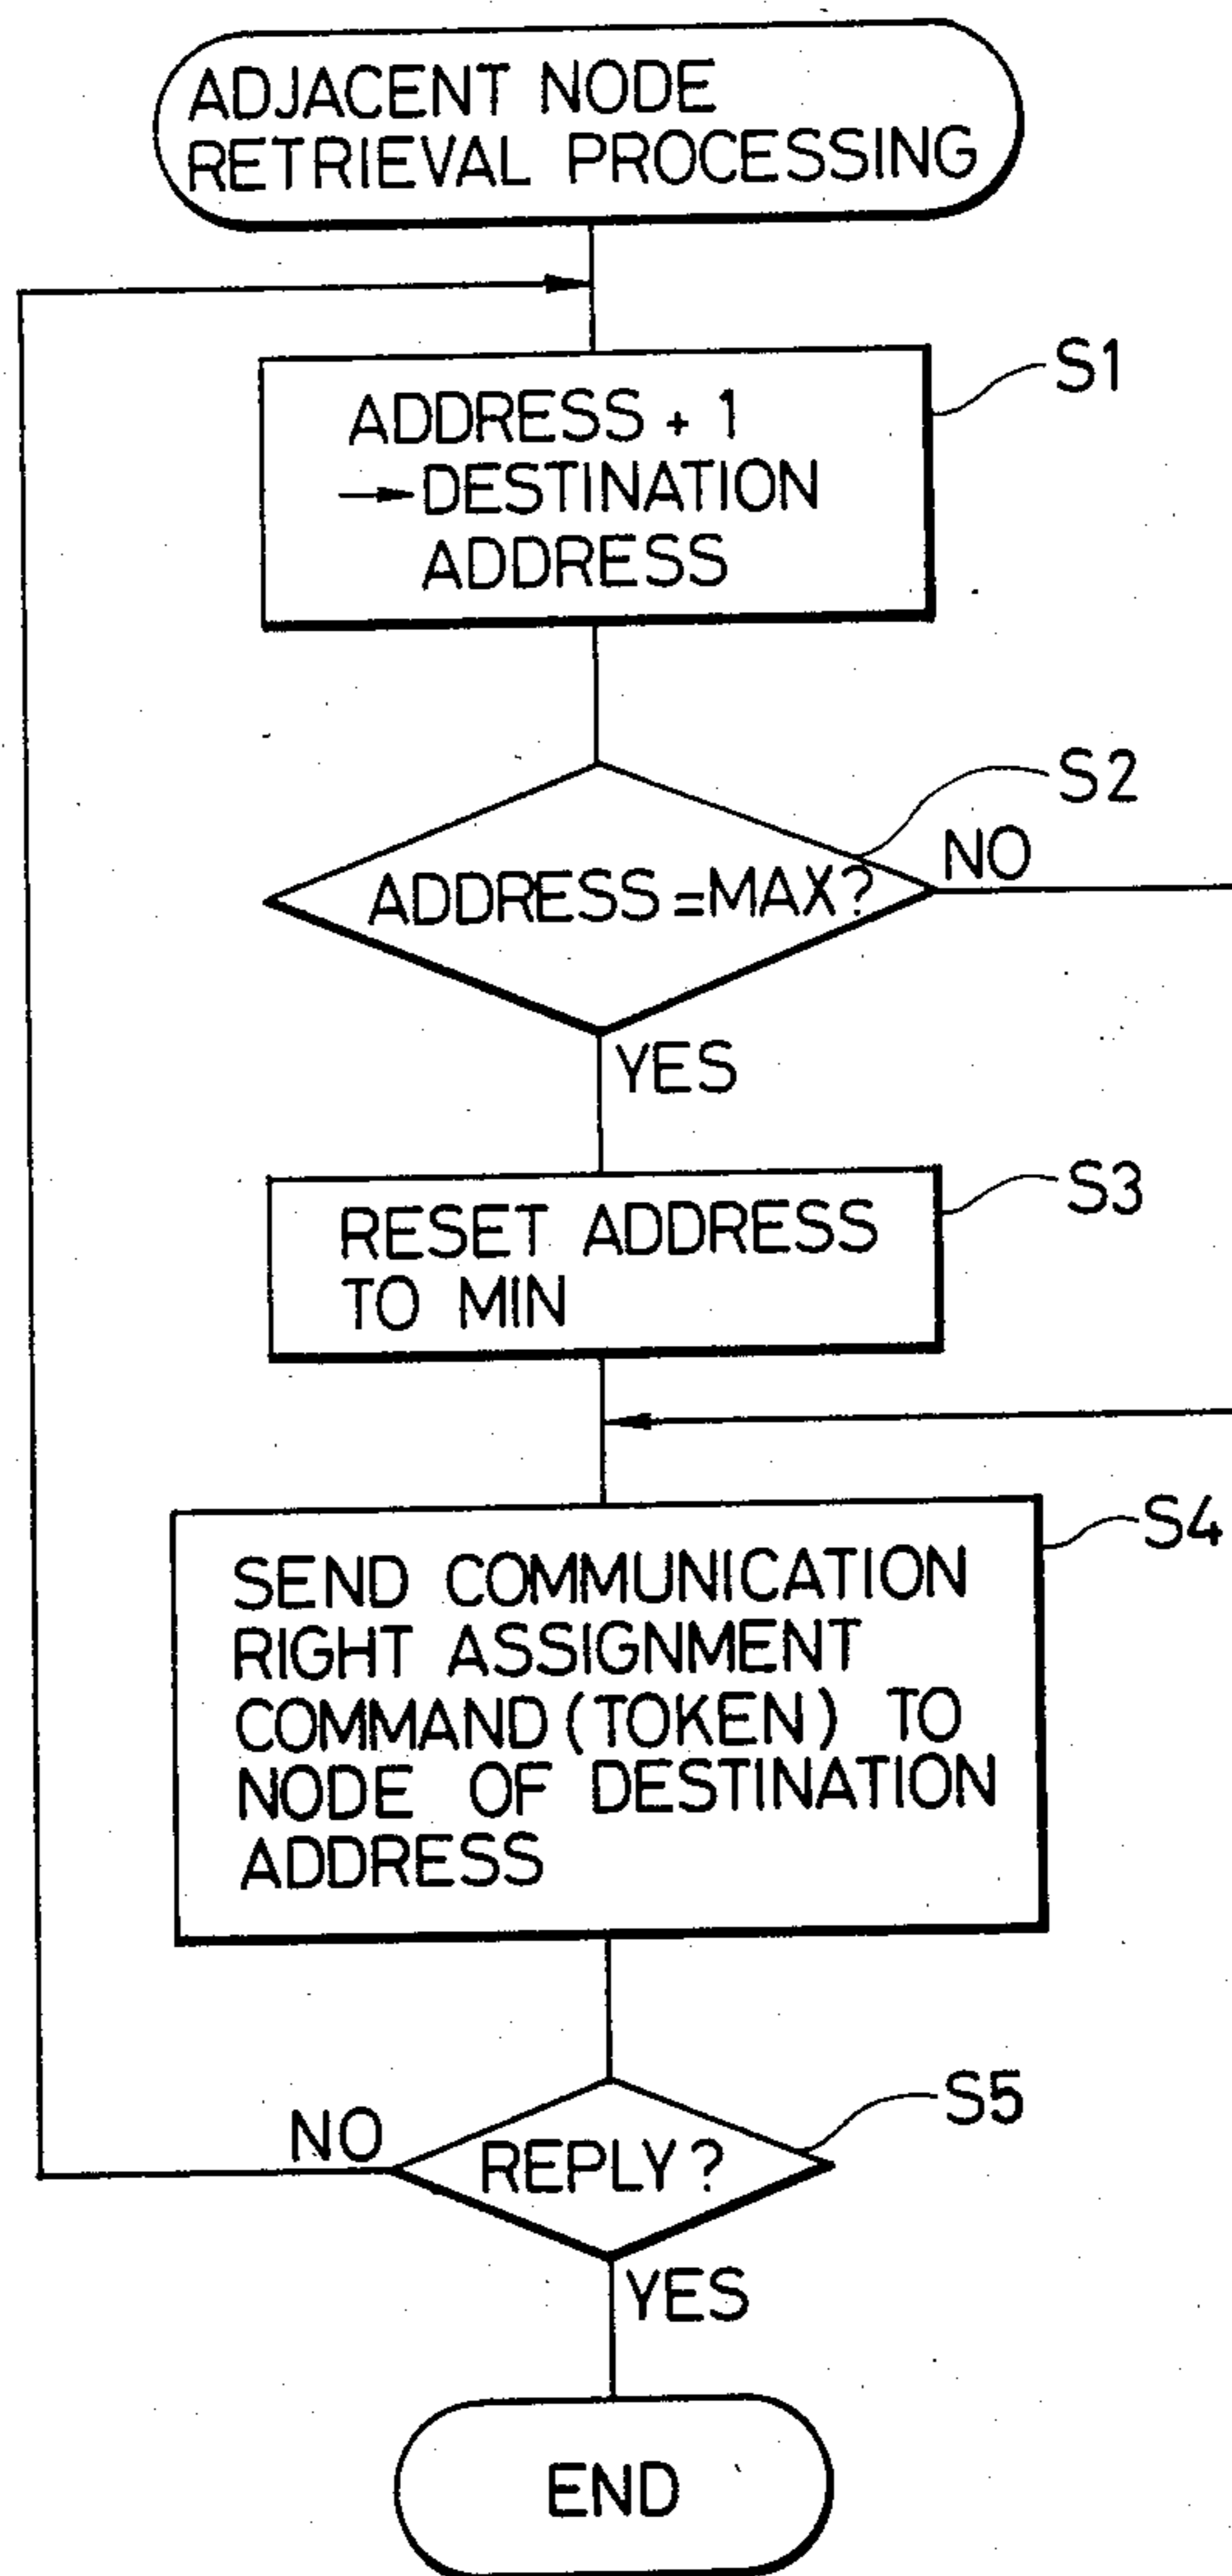 ADJACENT NODE
RETRIEVAL PROCESSING
S1
ADDRESS + 1
→DESTINATION
ADDRESS
S2
NO
ADDRESS=MAX?
YES
S3
RESET ADDRESS
TO MIN
S4
SEND COMMUNICATION
RIGHT ASSIGNMENT
COMMAND (TOKEN) TO
NODE OF DESTINATION
ADDRESS
S5
NO
REPLY?
YES
END